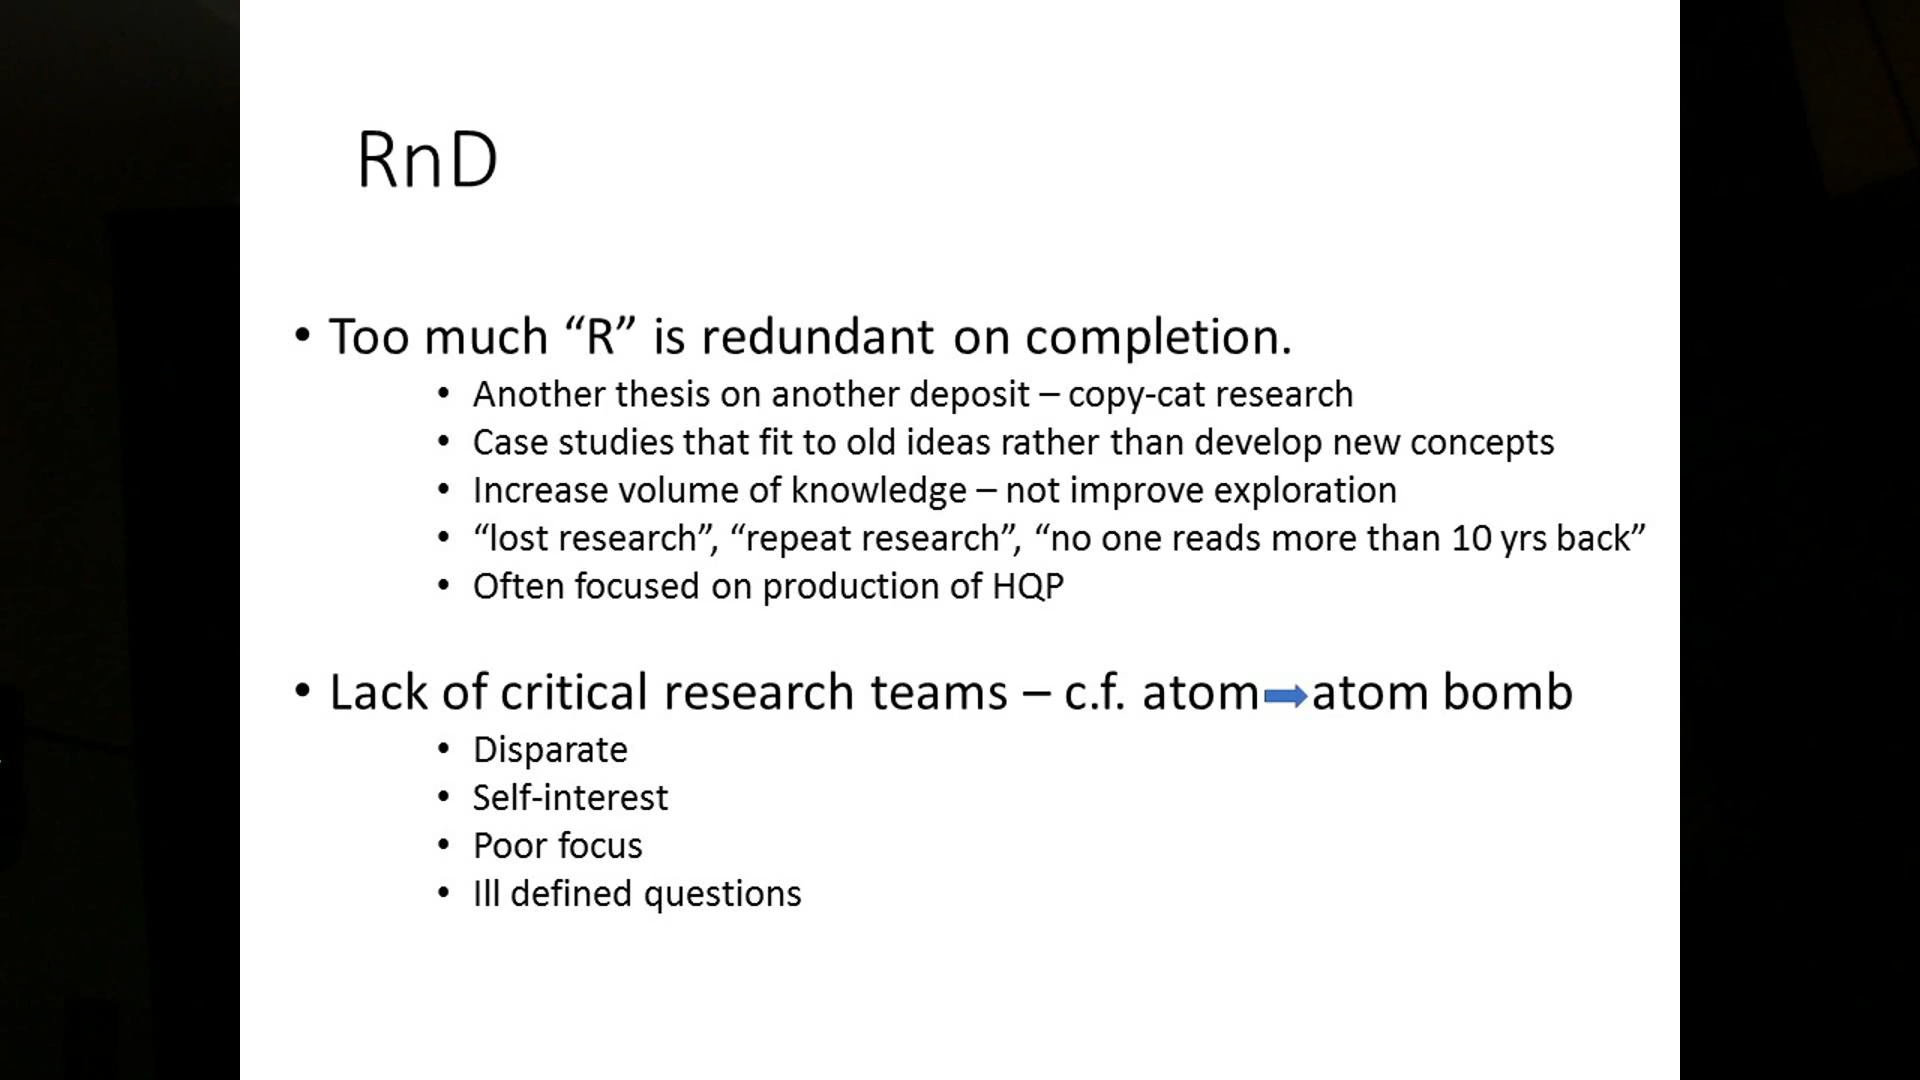 RnD
• Too much “R” is redundant on completion.
• Another thesis on another deposit – copy-cat research
• Case studies that fit to old ideas rather than develop new concepts
• Increase volume of knowledge – not improve exploration
• “lost research”, “repeat research”, “no one reads more than 10 yrs back”
• Often focused on production of HQP
• Lack of critical research teams – c.f. atom➡atom bomb
• Disparate
• Self-interest
• Poor focus
• Ill defined questions